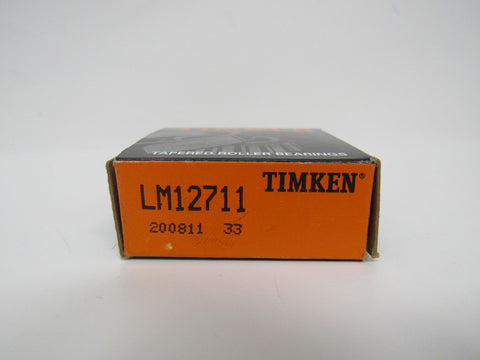 TAPERED ROLLER BEARINGS
TIMKEN®
LM12711
200811 33